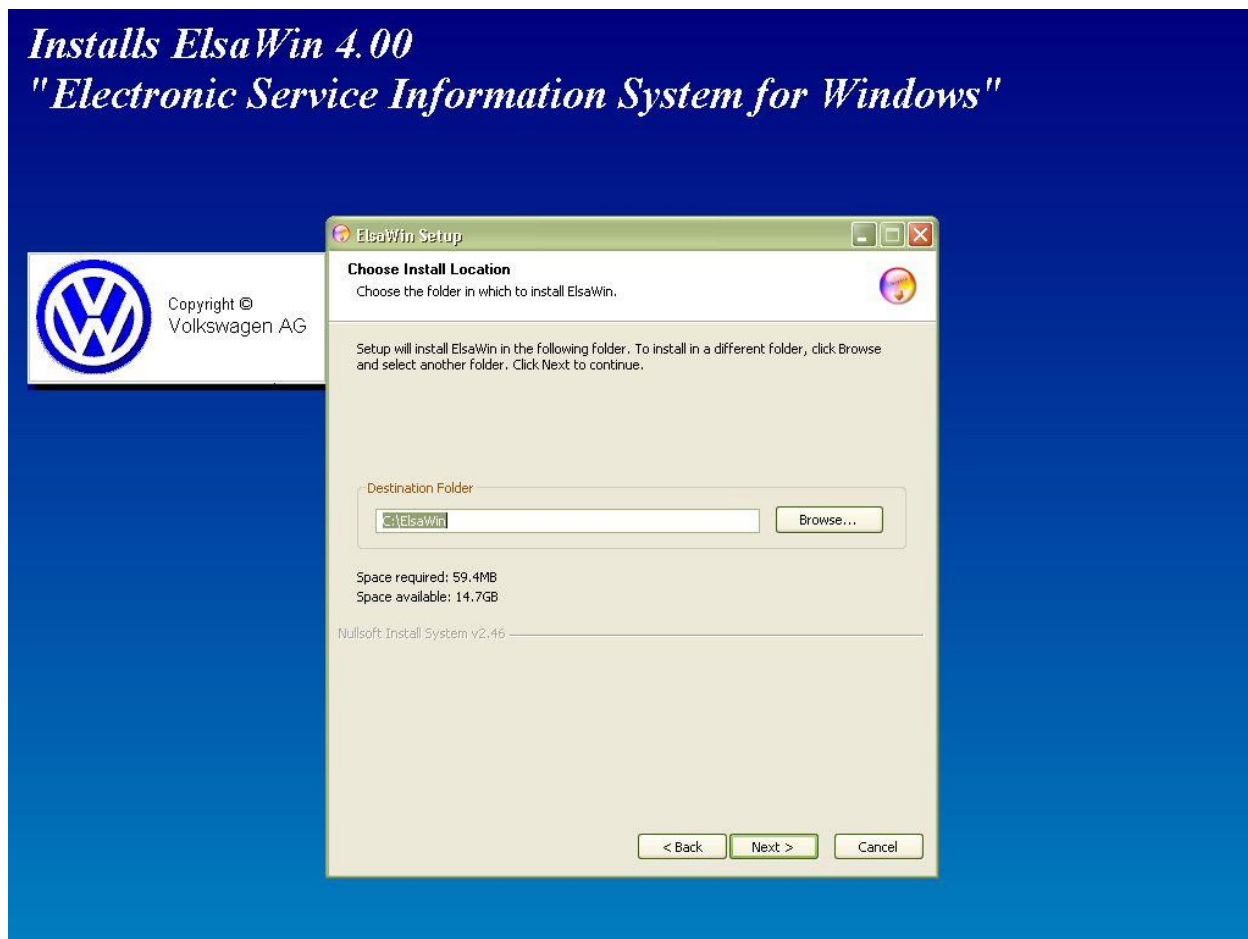 Installs ElsaWin 4.00
"Electronic Service Information System for Windows"
ElsaWin Setup
Choose Install Location
Choose the folder in which to install ElsaWin.
Copyright ©
Volkswagen AG
Setup will install ElsaWin in the following folder. To install in a different folder, click Browse
and select another folder. Click Next to continue.
Destination Folder
C:\ElsaWin
Browse...
Space required: 59.4MB
Space available: 14.7GB
Nullsoft Install System v2.46
< Back
Next >
Cancel